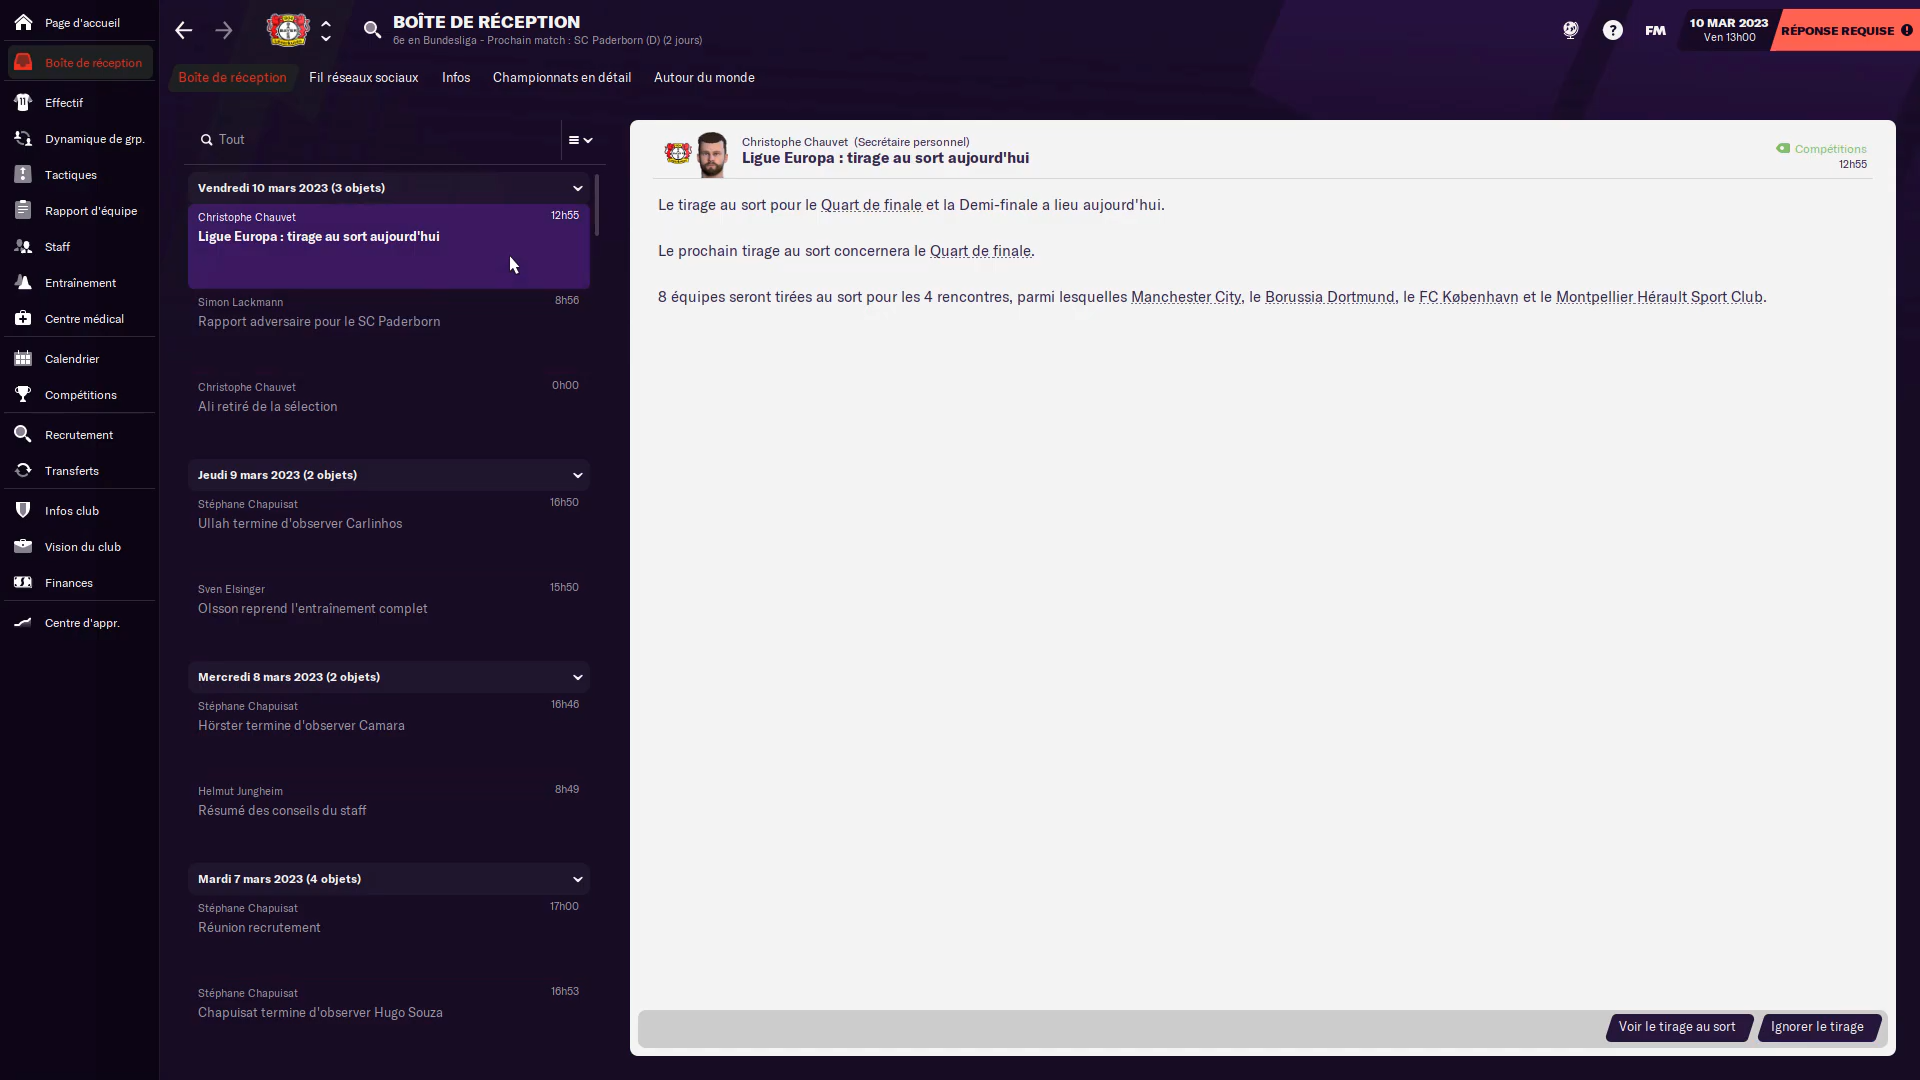 Page d'accueil
Boîte de réception
Effectif
Dynamique de grp.
Tactiques
Rapport d'équipe
Staff
Entraînement
Centre médical
Calendrier
Compétitions
Recrutement
Transferts
Infos club
Vision du club
Finances
Centre d'appr.
BOÎTE DE RÉCEPTION
6e en Bundesliga - Prochain match : SC Paderborn (D) (2 jours)
FM
10 MAR 2023
Ven 13h00
RÉPONSE REQUISE
Boîte de réception
Fil réseaux sociaux
Infos
Championnats en détail
Autour du monde
Tout
Vendredi 10 mars 2023 (3 objets)
Christophe Chauvet 12h55
Ligue Europa : tirage au sort aujourd'hui
Simon Lackmann 8h56
Rapport adversaire pour le SC Paderborn
Christophe Chauvet 0h00
Ali retiré de la sélection
Jeudi 9 mars 2023 (2 objets)
Stéphane Chapuisat 16h50
Ullah termine d'observer Carlinhos
Sven Elsinger 15h50
Olsson reprend l'entraînement complet
Mercredi 8 mars 2023 (2 objets)
Stéphane Chapuisat 16h46
Hörster termine d'observer Camara
Helmut Jungheim 8h49
Résumé des conseils du staff
Mardi 7 mars 2023 (4 objets)
Stéphane Chapuisat 17h00
Réunion recrutement
Stéphane Chapuisat 16h53
Chapuisat termine d'observer Hugo Souza
Christophe Chauvet (Secrétaire personnel)
Ligue Europa : tirage au sort aujourd'hui
Compétitions
12h55
Le tirage au sort pour le Quart de finale et la Demi-finale a lieu aujourd'hui.
Le prochain tirage au sort concernera le Quart de finale.
8 équipes seront tirées au sort pour les 4 rencontres, parmi lesquelles Manchester City, le Borussia Dortmund, le FC København et le Montpellier Hérault Sport Club.
Voir le tirage au sort
Ignorer le tirage